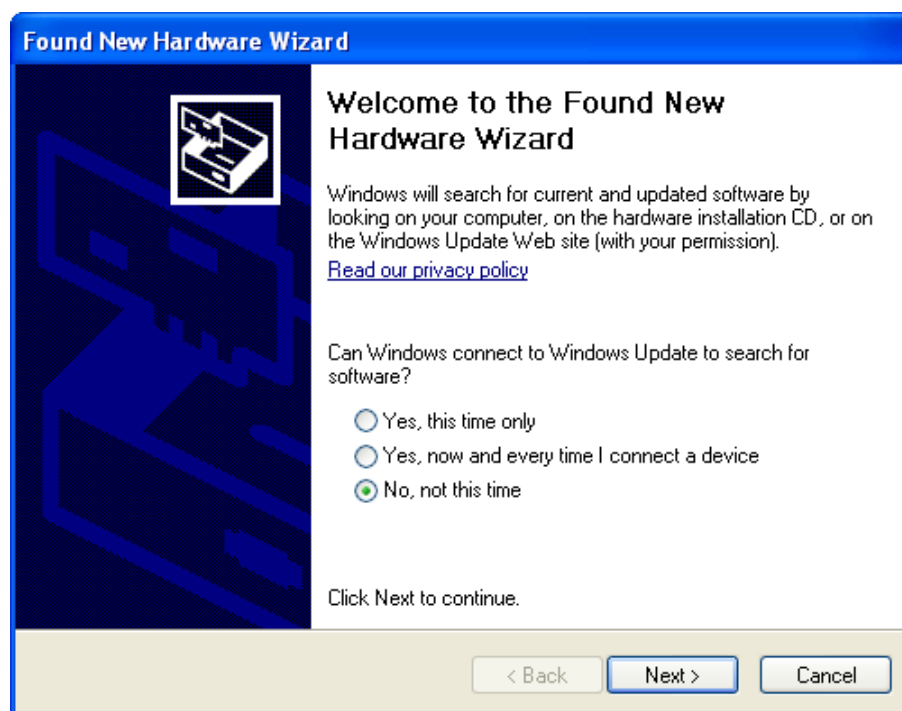 Found New Hardware Wizard
Welcome to the Found New
Hardware Wizard
Windows will search for current and updated software by
looking on your computer, on the hardware installation CD, or on
the Windows Update Web site (with your permission).
Read our privacy policy
Can Windows connect to Windows Update to search for
software?
Yes, this time only
Yes, now and every time I connect a device
No, not this time
Click Next to continue.
< Back
Next >
Cancel